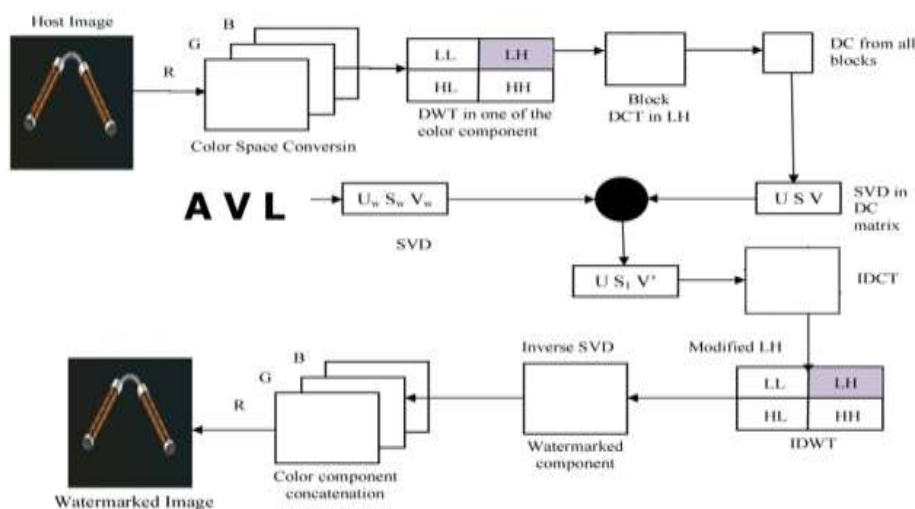 Host Image
B
G
R
Color Space Conversin
LL
LH
HL
HH
DWT in one of the
color component
Block
DCT in LH
DC from all
blocks
A V L
Uw Sw Vw
SVD
U S V
SVD in
DC
matrix
U S1 V'
IDCT
Modified LH
LL
LH
HL
HH
IDWT
Inverse SVD
Watermarked
component
B
G
R
Color component
concatenation
Watermarked Image